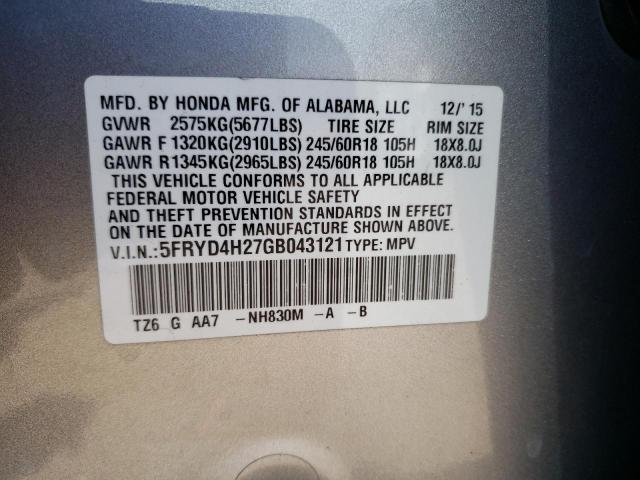 MFD. BY HONDA MFG. OF ALABAMA, LLC 12/'15
GVWR 2575KG(5677LBS) TIRE SIZE RIM SIZE
GAWR F 1320KG(2910LBS) 245/60R18 105H 18X8.0J
GAWR R1345KG(2965LBS) 245/60R18 105H 18X8.0J
THIS VEHICLE CONFORMS TO ALL APPLICABLE
FEDERAL MOTOR VEHICLE SAFETY
AND THEFT PREVENTION STANDARDS IN EFFECT
ON THE DATE OF MANUFACTURE SHOWN ABOVE.
V.I.N.:5FRYD4H27GB043121 TYPE: MPV
TZ6 G AA7 -NH830M -A -B